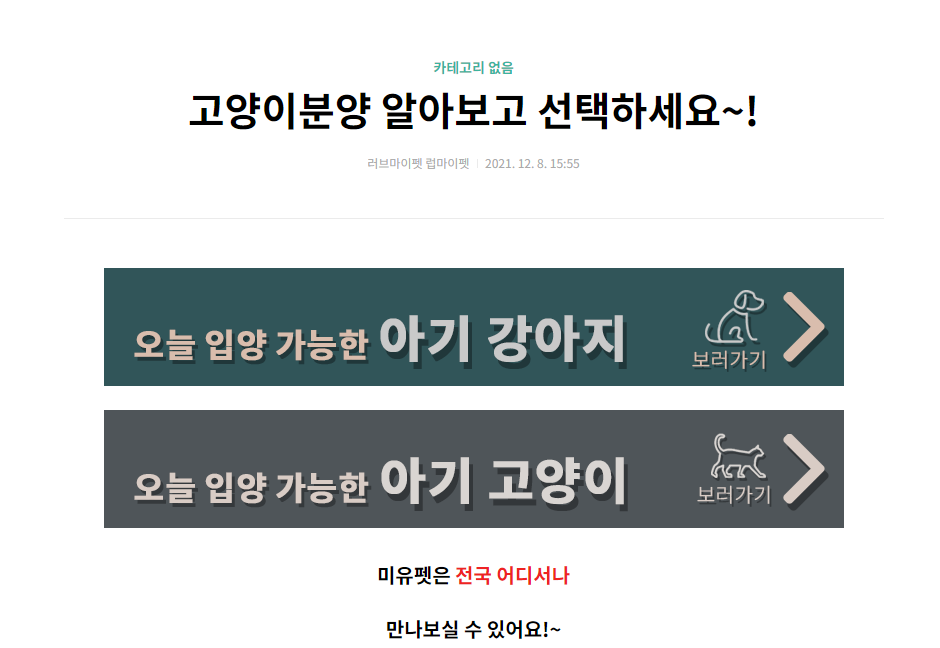 카테고리 없음
고양이분양 알아보고 선택하세요~!
러브마이펫 럽마이펫 | 2021. 12. 8. 15:55
오늘 입양 가능한 아기 강아지
보러가기
오늘 입양 가능한 아기 고양이
보러가기
미유펫은 전국 어디서나
만나보실 수 있어요!~